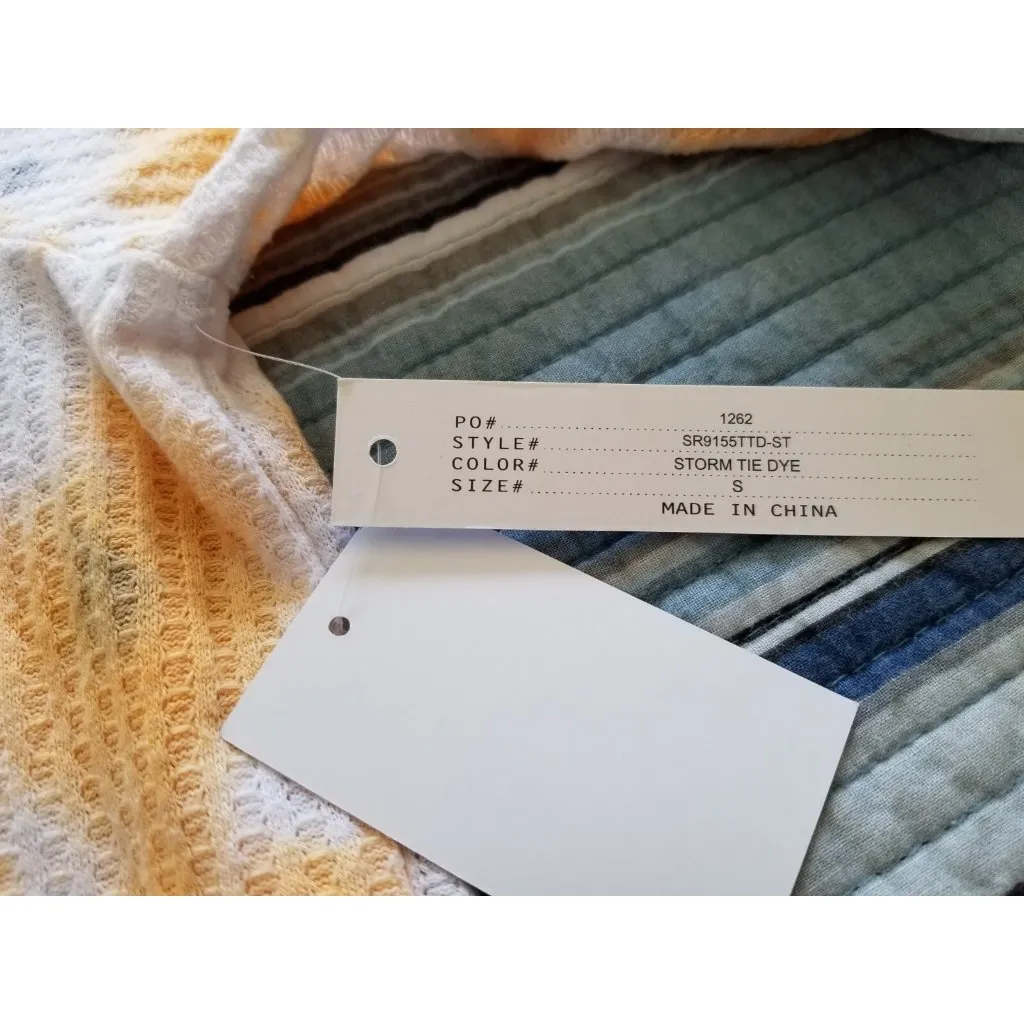 PO# 1262
STYLE# SR9155TTD-ST
COLOR# STORM TIE DYE
SIZE# S
MADE IN CHINA